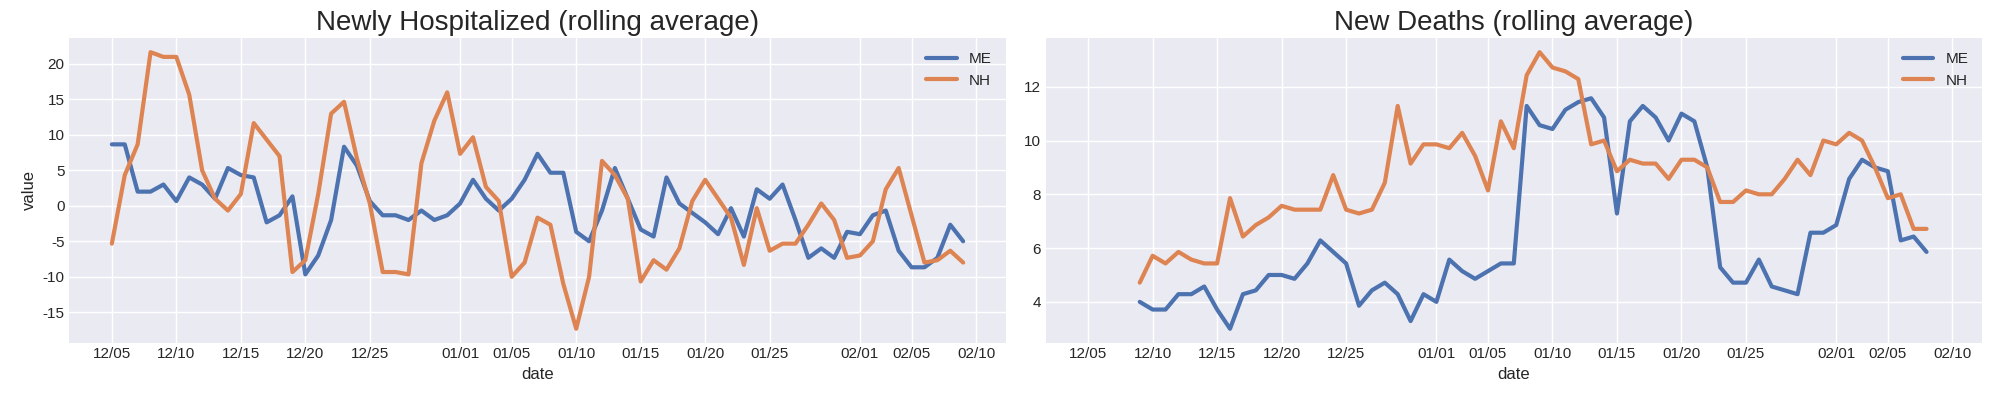 Newly Hospitalized (rolling average)
ME
NH
20
15
10
5
0
-5
-10
-15
value
12/05 12/10 12/15 12/20 12/25 01/01 01/05 01/10 01/15 01/20 01/25 02/01 02/05 02/10
date
New Deaths (rolling average)
ME
NH
12
10
8
6
4
12/05 12/10 12/15 12/20 12/25 01/01 01/05 01/10 01/15 01/20 01/25 02/01 02/05 02/10
date